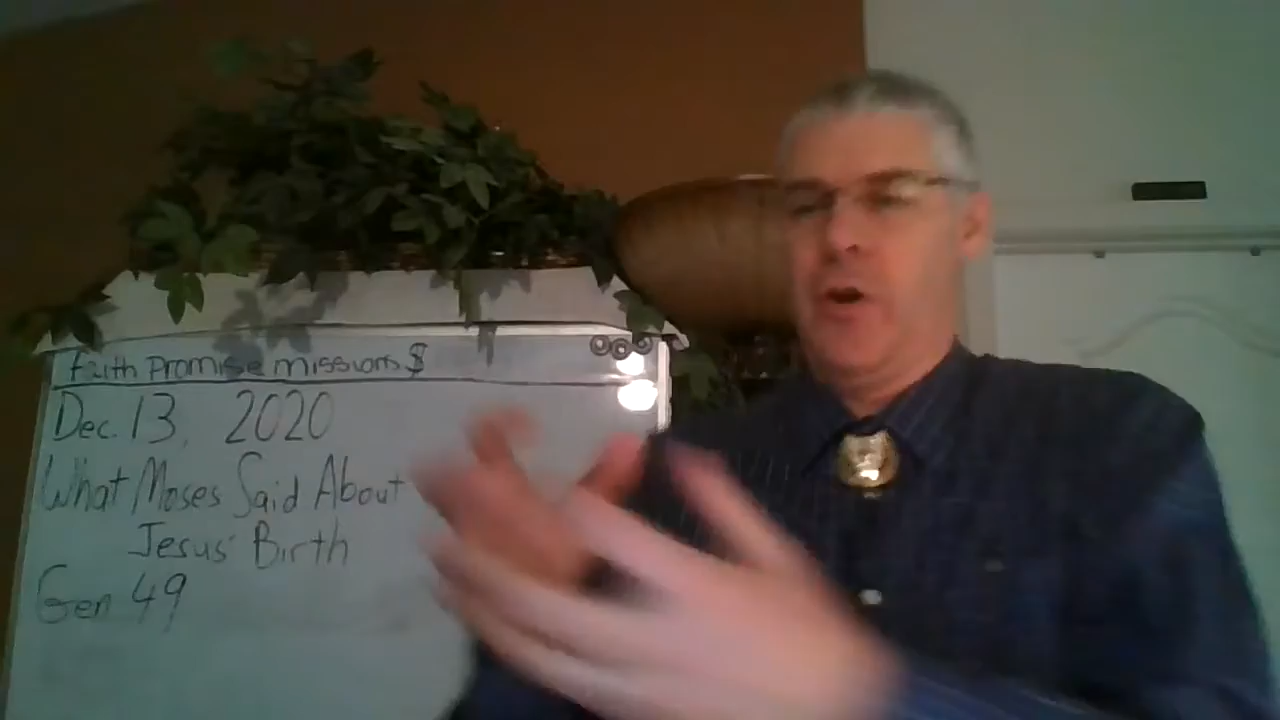 Faith Promise missions $
Dec. 13, 2020
What Moses Said About
Jesus' Birth
Gen 49